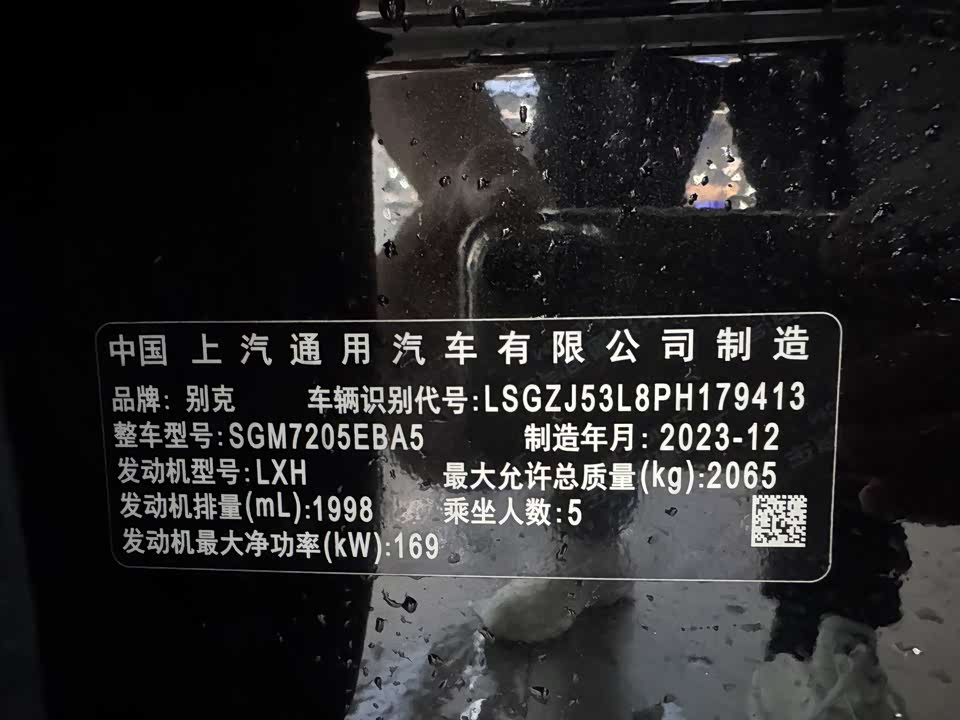 中国 上汽通用汽车有限公司制造
品牌: 别克 车辆识别代号:LSGZJ53L8PH179413
整车型号:SGM7205EBA5 制造年月: 2023-12
发动机型号:LXH 最大允许总质量(kg):2065
发动机排量(mL):1998 乘坐人数:5
发动机最大净功率(kW):169